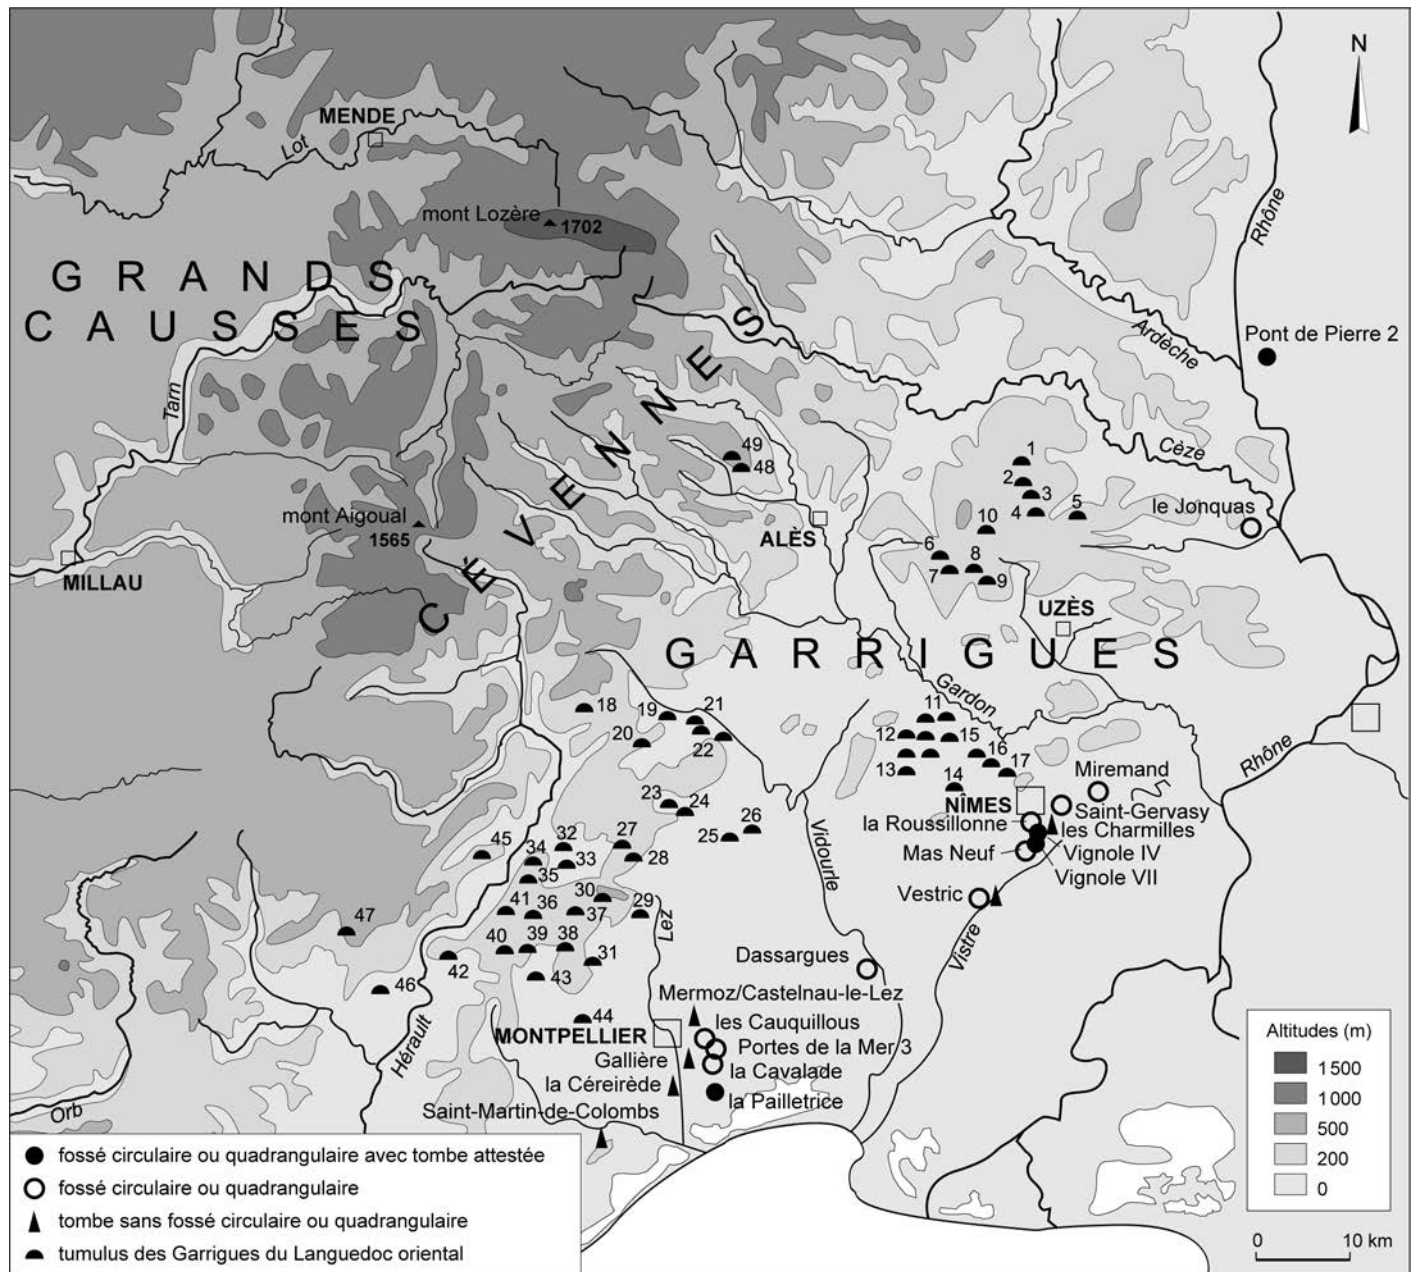 N
MENDE
Lot
mont Lozère
1702
Rhône
GRANDS
CAUSSES
CÉVENNES
Ardèche
Pont de Pierre 2
Tarn
Cèze
49
48
1
2
3
4
5
le Jonquas
10
mont Aigoual
1565
ALÈS
6
8
7
9
MILLAU
UZÈS
GARRIGUES
Gardon
18
19
21
20
22
11
12
15
16
13
17
14
Rhône
Miremand
NÎMES
Saint-Gervasy
la Roussillonne
les Charmilles
Mas Neuf
Vignole IV
Vignole VII
Vestric
23
24
26
25
Vidourle
45
32
27
34
33
28
35
30
41
36
37
29
Lez
47
40
39
38
31
42
43
46
44
Vistre
Dassargues
Mermoz/Castelnau-le-Lez
les Cauquillous
MONTPELLIER
Portes de la Mer 3
Gallière
la Cavalade
la Céreirède
la Pailletrice
Saint-Martin-de-Colombs
Hérault
Orb
Altitudes (m)
1 500
1 000
500
200
0
fossé circulaire ou quadrangulaire avec tombe attestée
fossé circulaire ou quadrangulaire
tombe sans fossé circulaire ou quadrangulaire
tumulus des Garrigues du Languedoc oriental
0 10 km